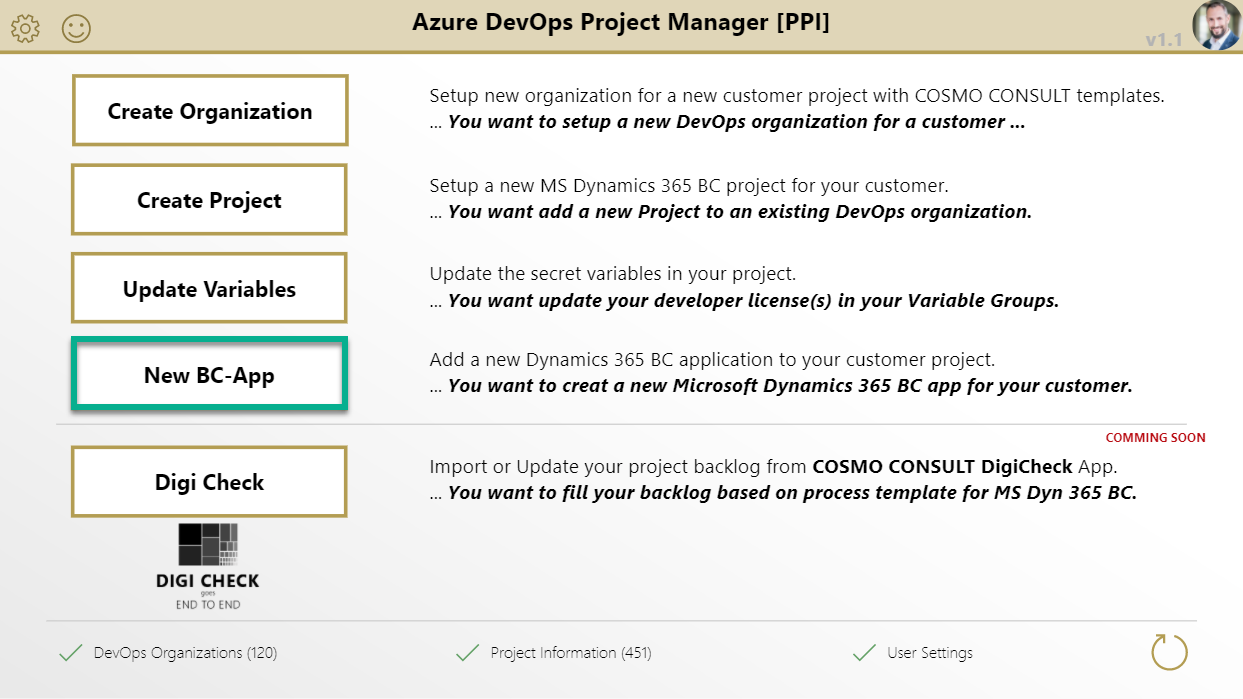 Azure DevOps Project Manager [PPI]
v1.1
Create Organization
Setup new organization for a new customer project with COSMO CONSULT templates.
... You want to setup a new DevOps organization for a customer ...
Create Project
Setup a new MS Dynamics 365 BC project for your customer.
... You want add a new Project to an existing DevOps organization.
Update Variables
Update the secret variables in your project.
... You want update your developer license(s) in your Variable Groups.
New BC-App
Add a new Dynamics 365 BC application to your customer project.
... You want to creat a new Microsoft Dynamics 365 BC app for your customer.
COMMING SOON
Digi Check
Import or Update your project backlog from COSMO CONSULT DigiCheck App.
... You want to fill your backlog based on process template for MS Dyn 365 BC.
DIGI CHECK
goes
END TO END
DevOps Organizations (120)
Project Information (451)
User Settings